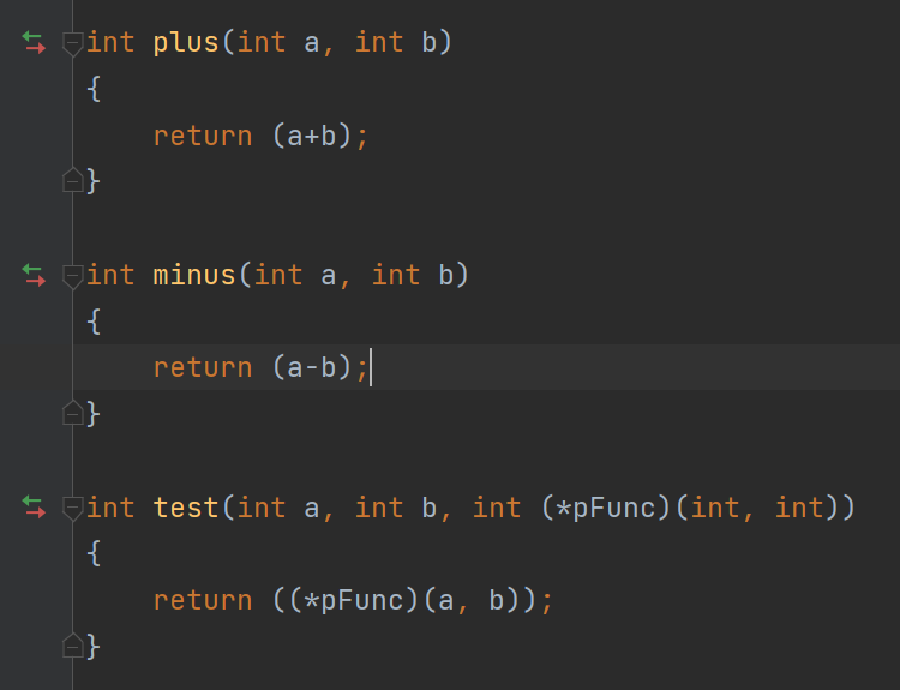 int plus(int a, int b)
{
    return (a+b);
}
int minus(int a, int b)
{
    return (a-b);
}
int test(int a, int b, int (*pFunc)(int, int))
{
    return ((*pFunc)(a, b));
}